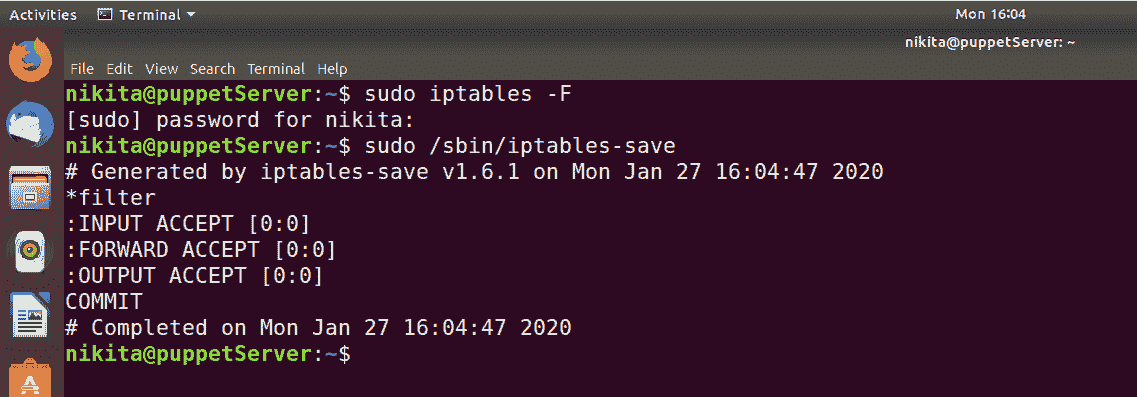 Activities Terminal Mon 16:04
nikita@puppetServer: ~
File Edit View Search Terminal Help
nikita@puppetServer:~$ sudo iptables -F
[sudo] password for nikita:
nikita@puppetServer:~$ sudo /sbin/iptables-save
# Generated by iptables-save v1.6.1 on Mon Jan 27 16:04:47 2020
*filter
:INPUT ACCEPT [0:0]
:FORWARD ACCEPT [0:0]
:OUTPUT ACCEPT [0:0]
COMMIT
# Completed on Mon Jan 27 16:04:47 2020
nikita@puppetServer:~$